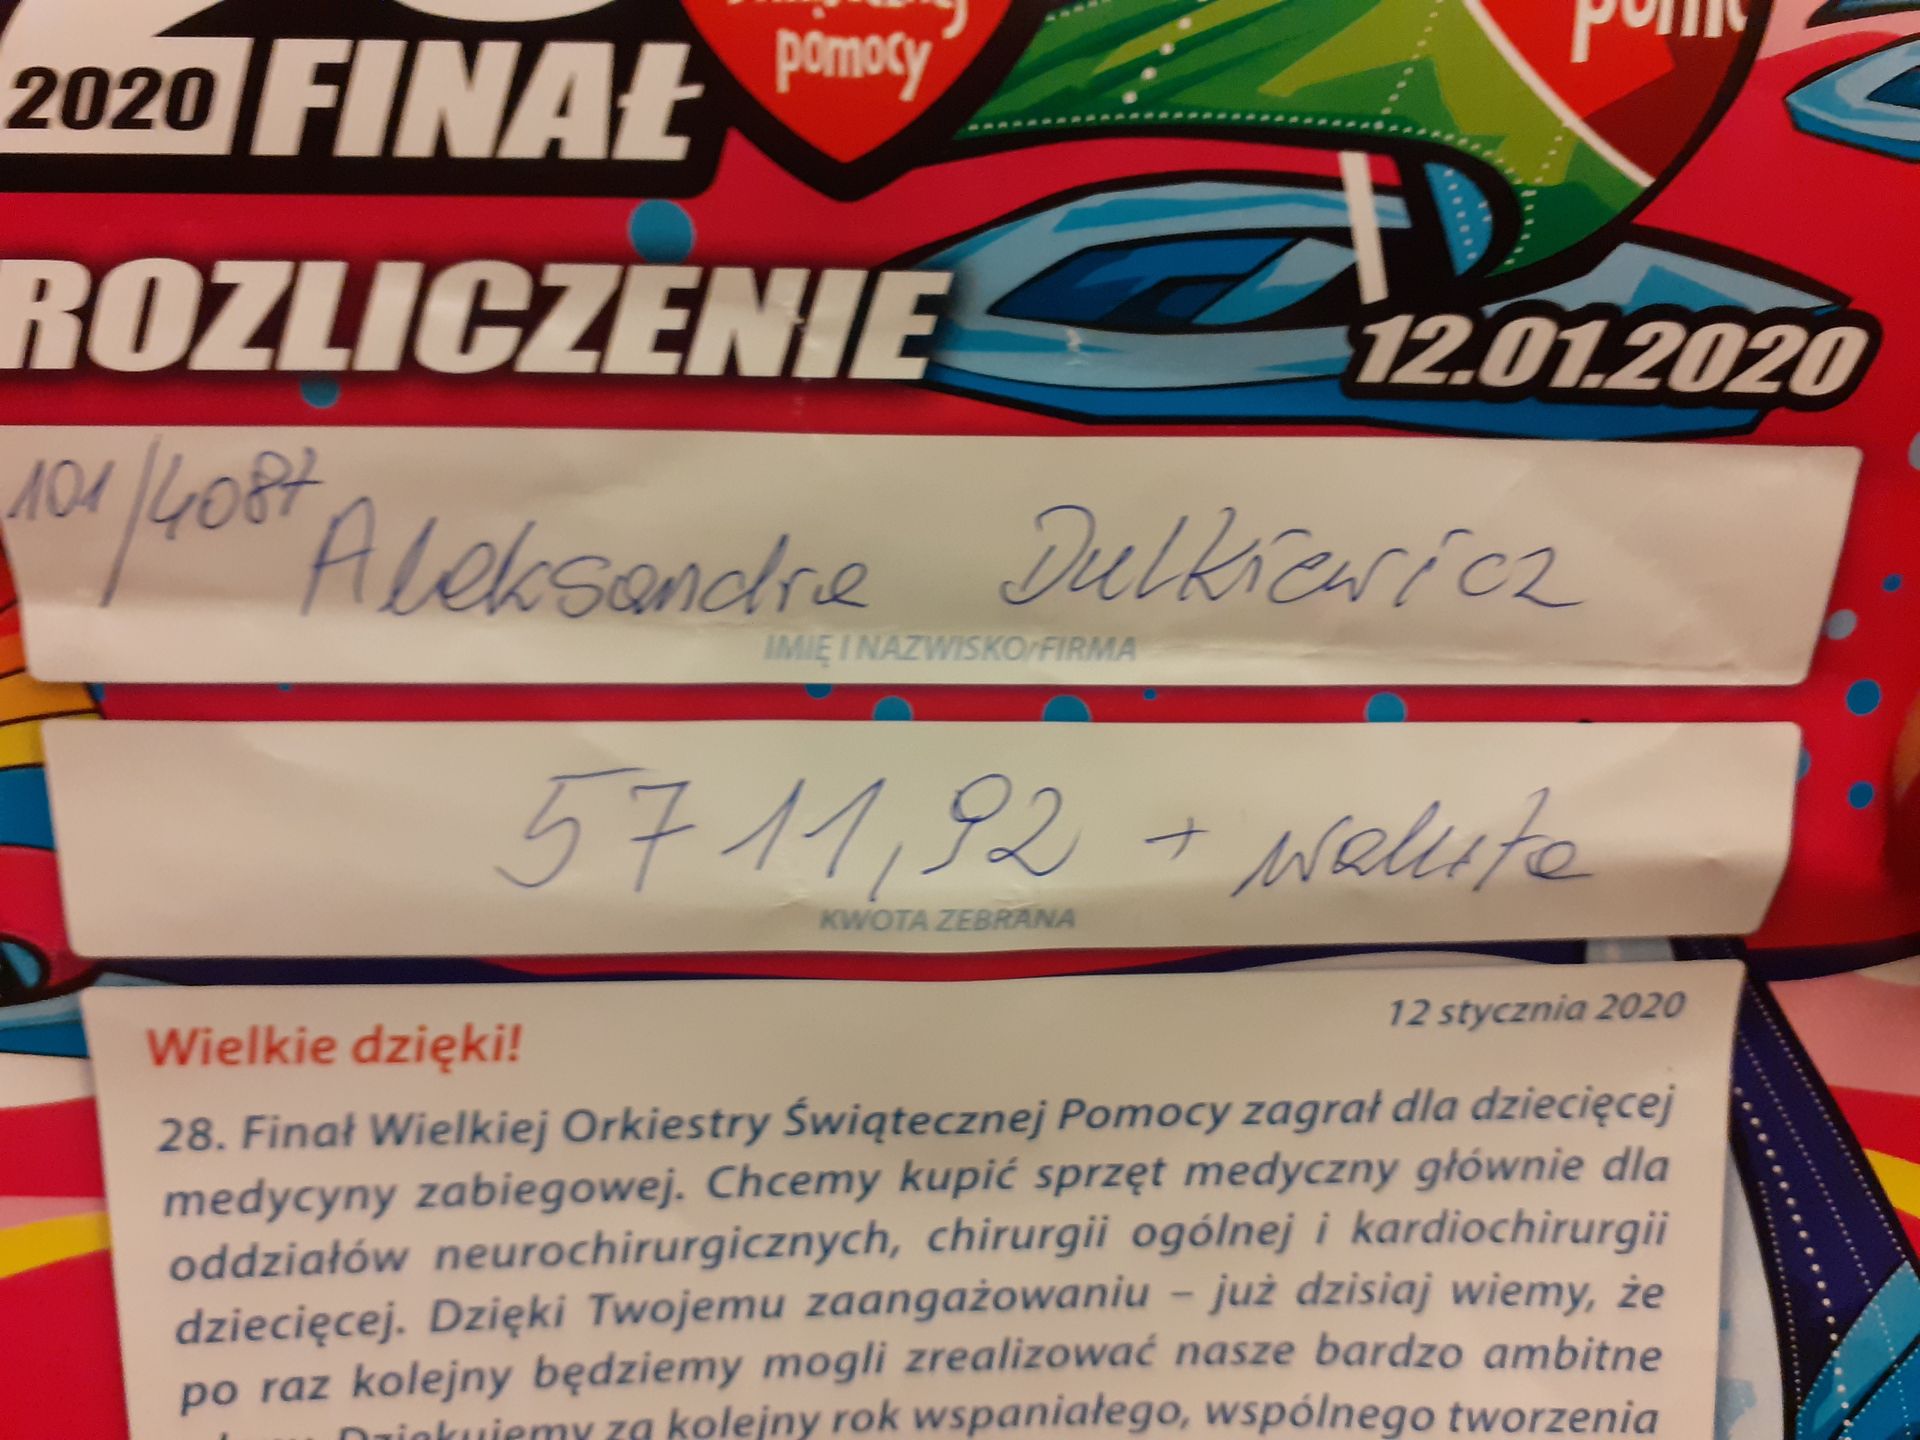 pomocy
pomo
2020 FINAŁ
ROZLICZENIE
12.01.2020
101/4087
Aleksandra Dulkiewicz
IMIĘ I NAZWISKO/FIRMA
5711,92 + waluta
KWOTA ZEBRANA
12 stycznia 2020
Wielkie dzięki!
28. Finał Wielkiej Orkiestry Świątecznej Pomocy zagrał dla dziecięcej
medycyny zabiegowej. Chcemy kupić sprzęt medyczny głównie dla
oddziałów neurochirurgicznych, chirurgii ogólnej i kardiochirurgii
dziecięcej. Dzięki Twojemu zaangażowaniu – już dzisiaj wiemy, że
po raz kolejny będziemy mogli zrealizować nasze bardzo ambitne
Dziękujemy za kolejny rok wspaniałego, wspólnego tworzenia